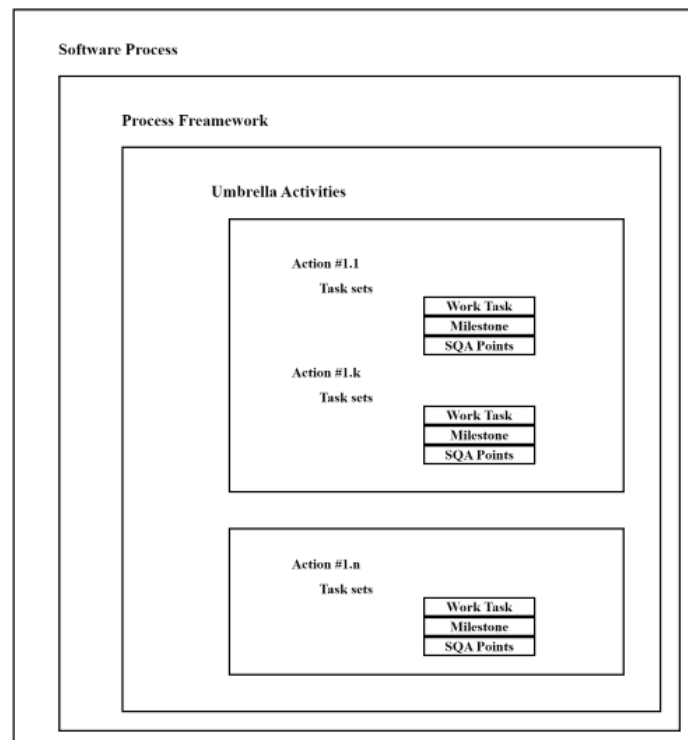 Software Process
Process Freamework
Umbrella Activities
Action #1.1
Task sets
Work Task
Milestone
SQA Points
Action #1.k
Task sets
Work Task
Milestone
SQA Points
Action #1.n
Task sets
Work Task
Milestone
SQA Points